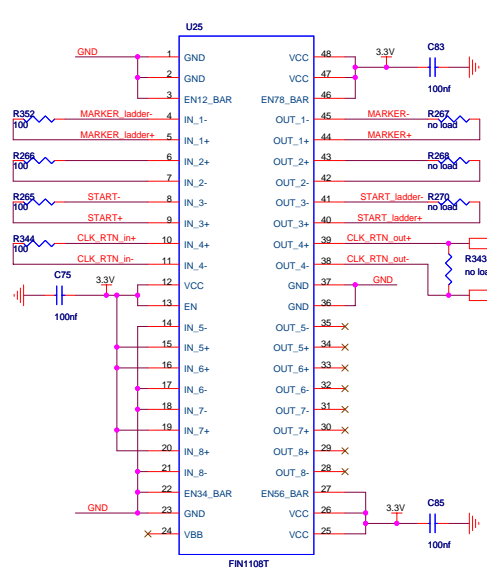 U25
GND 1 GND VCC 48 3.3V C83
2 GND VCC 47
3 EN12_BAR EN78_BAR 46 100nf
R352 100 MARKER_ladder- 4 IN_1- OUT_1- 45 MARKER- R267 no load
MARKER_ladder+ 5 IN_1+ OUT_1+ 44 MARKER+
R266 100 6 IN_2+ OUT_2+ 43 R268 no load
7 IN_2- OUT_2- 42
R265 100 START- 8 IN_3- OUT_3- 41 START_ladder- R270 no load
START+ 9 IN_3+ OUT_3+ 40 START_ladder+
R344 100 CLK_RTN_in+ 10 IN_4+ OUT_4+ 39 CLK_RTN_out+
CLK_RTN_in- 11 IN_4- OUT_4- 38 CLK_RTN_out- R343 no loa
C75 3.3V 12 VCC GND 37 GND
100nf 13 EN GND 36
14 IN_5- OUT_5- 35
15 IN_5+ OUT_5+ 34
16 IN_6+ OUT_6+ 33
17 IN_6- OUT_6- 32
18 IN_7- OUT_7- 31
19 IN_7+ OUT_7+ 30
20 IN_8+ OUT_8+ 29
21 IN_8- OUT_8- 28
22 EN34_BAR EN56_BAR 27
GND 23 GND VCC 26 3.3V C85
24 VBB VCC 25 100nf
FIN1108T